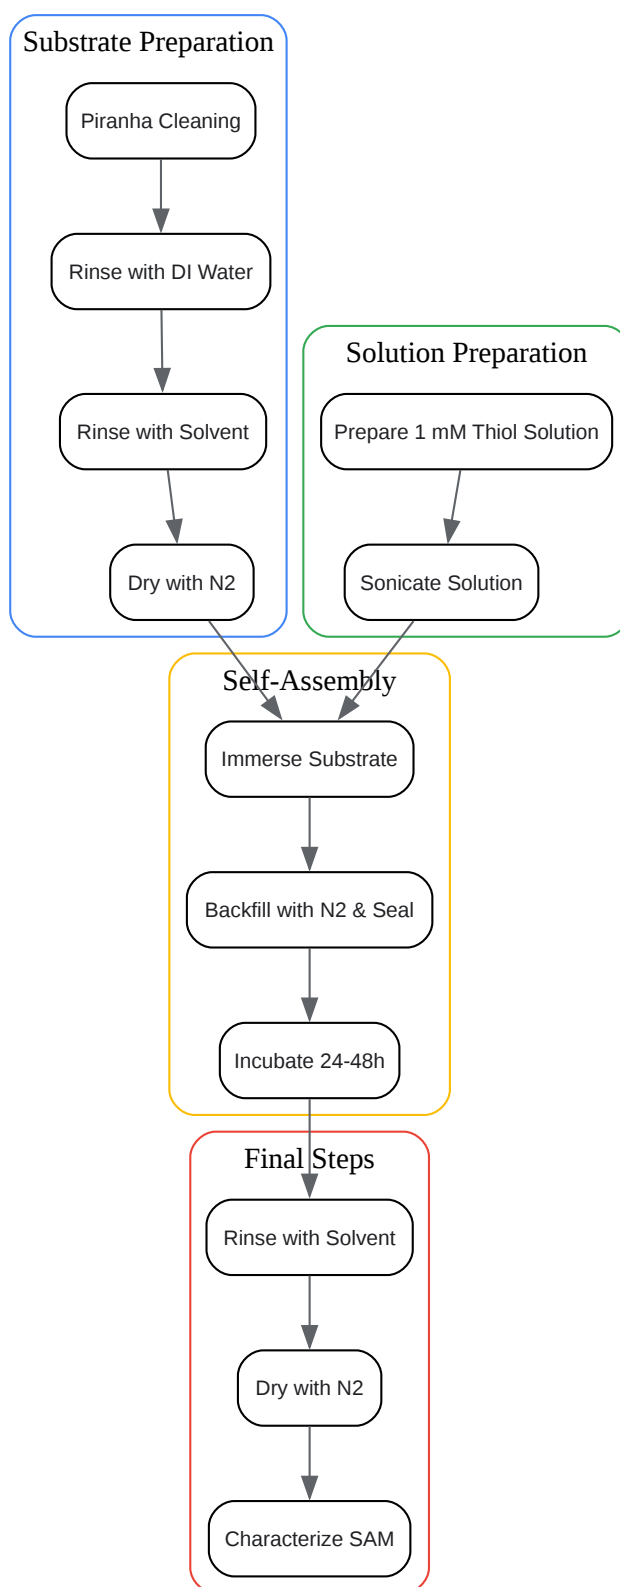 Substrate Preparation
Piranha Cleaning
Rinse with DI Water
Rinse with Solvent
Dry with N2
Solution Preparation
Prepare 1 mM Thiol Solution
Sonicate Solution
Self-Assembly
Immerse Substrate
Backfill with N2 & Seal
Incubate 24-48h
Final Steps
Rinse with Solvent
Dry with N2
Characterize SAM